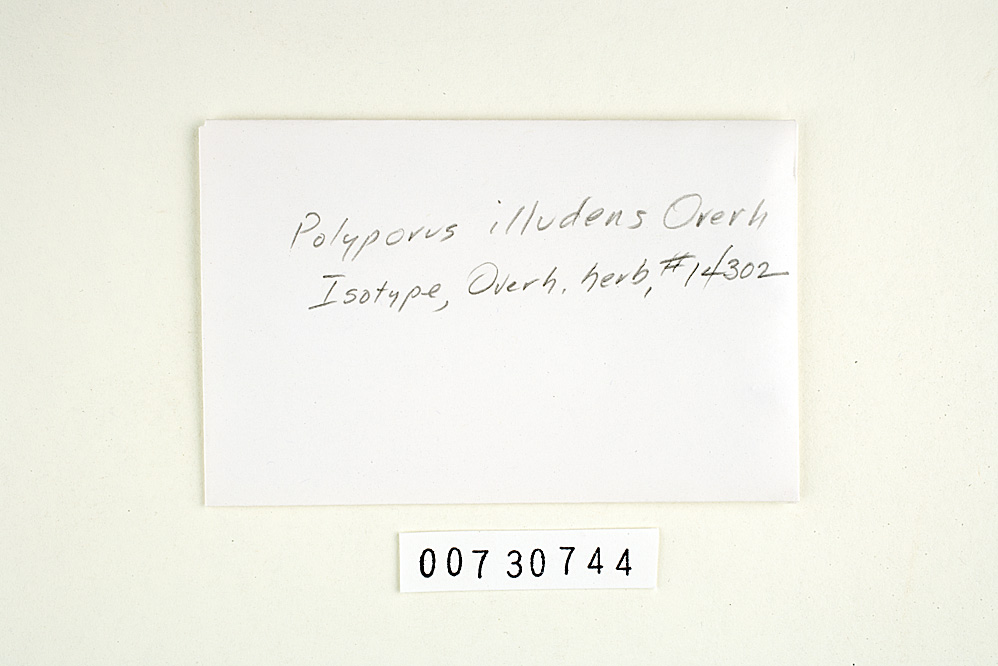 Polyporus illudens Overh
Isotype, Overh. herb, #14302
00730744